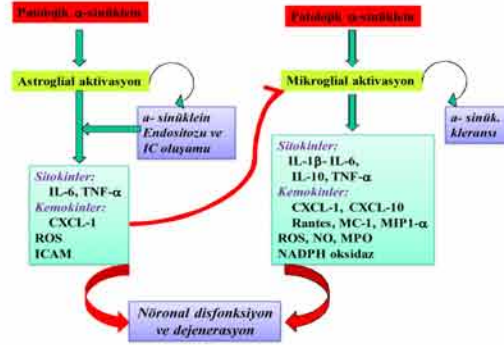 Patolojik α-sinüklein
Astroglial aktivasyon
a- sinüklein
Endositozu ve
IC oluşumu
Sitokinler:
IL-6, TNF-α
Kemokinler:
CXCL-1
ROS
ICAM
Patolojik α-sinüklein
Mikroglial aktivasyon
a- sinük.
kleransı
Sitokinler:
IL-1β- IL-6,
IL-10, TNF-α
Kemokinler:
CXCL-1, CXCL-10
Rantes, MC-1, MIP1-α
ROS, NO, MPO
NADPH oksidaz
Nöronal disfonksiyon
ve dejenerasyon